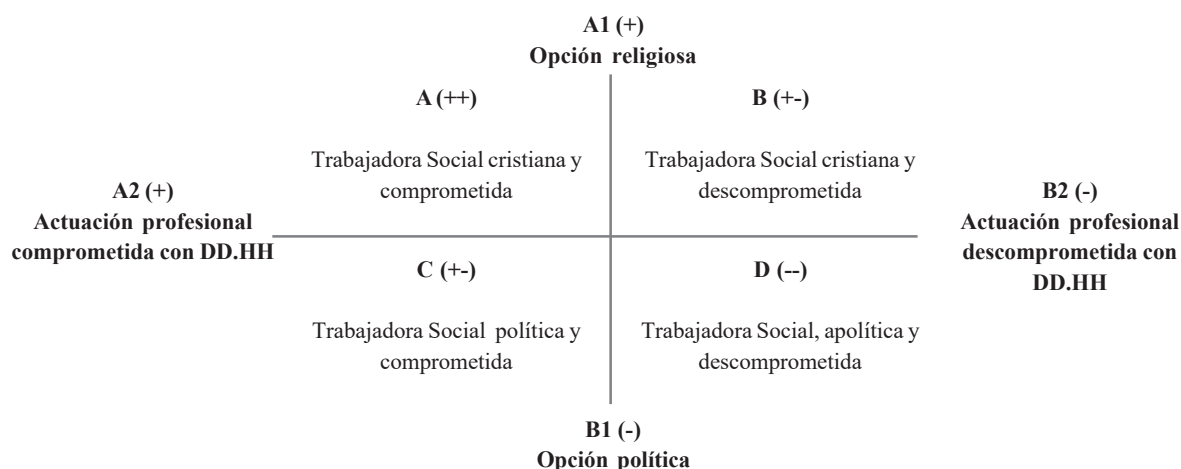 A1 (+)
Opción religiosa
A (++)
B (+-)
Trabajadora Social cristiana y
comprometida
Trabajadora Social cristiana y
descomprometida
A2 (+)
Actuación profesional
comprometida con DD.HH
B2 (-)
Actuación profesional
descomprometida con
DD.HH
C (+-)
D (--)
Trabajadora Social política y
comprometida
Trabajadora Social, apolítica y
descomprometida
B1 (-)
Opción política